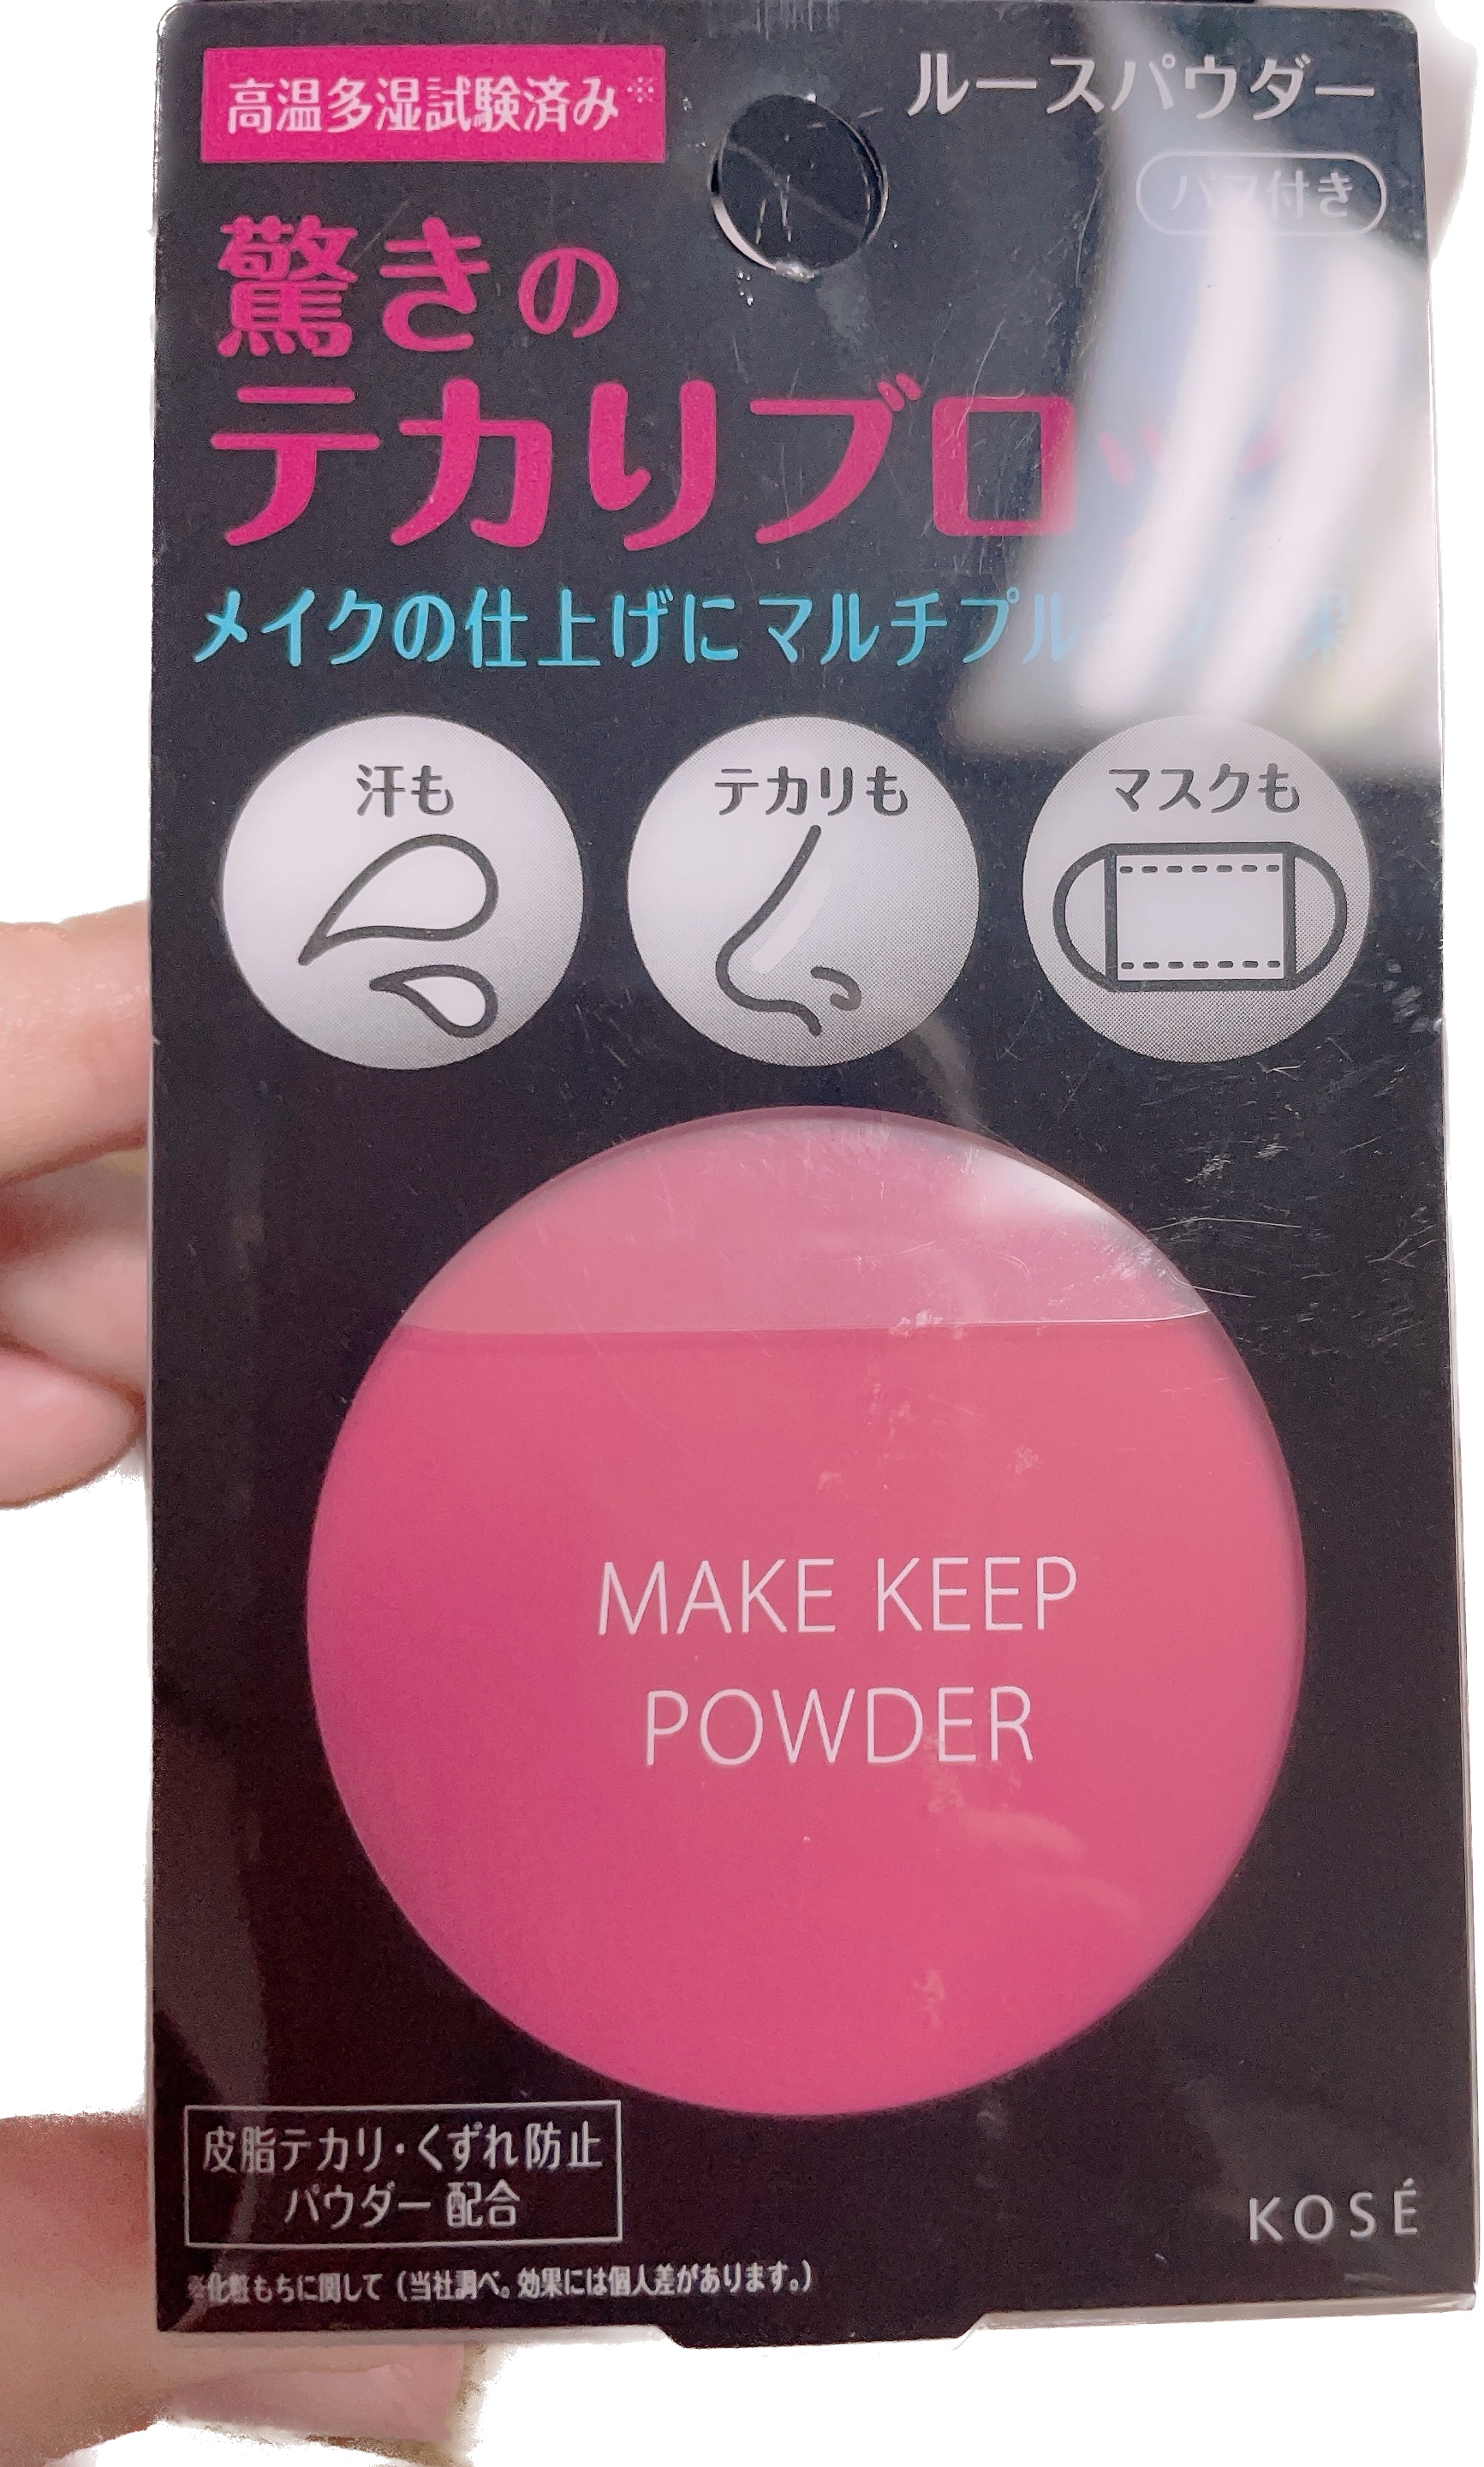 高温多湿試験済み※
ルースパウダー
パフ付き
驚きの
テカリブロ
メイクの仕上げにマルチプル
汗も
テカリも
マスクも
MAKE KEEP
POWDER
皮脂テカリ・くずれ防止
パウダー 配合
KOSÉ
※化粧もちに関して（当社調べ。効果には個人差があります。）